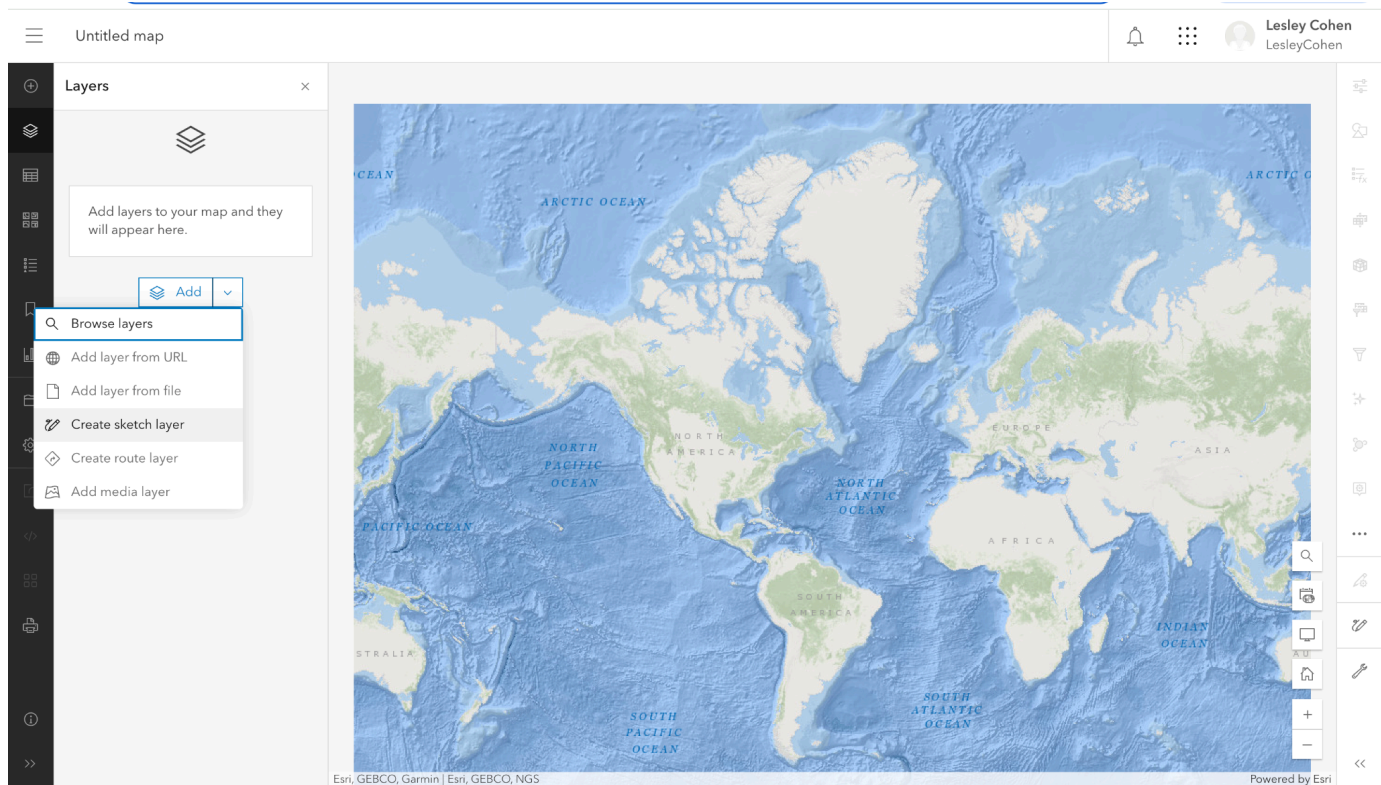 Untitled map
Lesley Cohen
LesleyCohen
Layers
Add layers to your map and they
will appear here.
Add
Browse layers
Add layer from URL
Add layer from file
Create sketch layer
Create route layer
Add media layer
CEAN
ARCTIC OCEAN
ARCTIC O
NORTH
PACIFIC
OCEAN
NORTH
AMERICA
EUROPE
ASIA
NORTH
ATLANTIC
OCEAN
PACIFIC OCEAN
AFRICA
SOUTH
AMERICA
INDIAN
OCEAN
STRALIA
AU
SOUTH
ATLANTIC
OCEAN
SOUTH
PACIFIC
OCEAN
Esri, GEBCO, Garmin | Esri, GEBCO, NGS
Powered by Esri